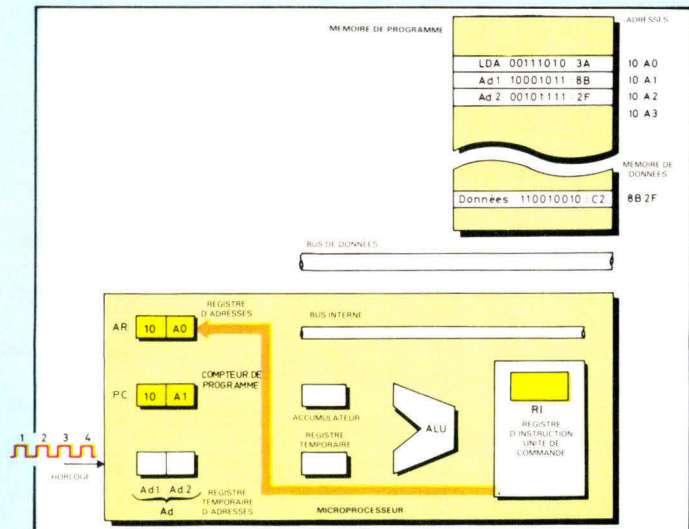 ADRESSES
MEMOIRE DE PROGRAMME
LDA 00111010 : 3A 10 A0
Ad1 10001011 : 8B 10 A1
Ad2 00101111 : 2F 10 A2
10 A3
MEMOIRE DE DONNÉES
Données 110010010 : C2 8B 2F
BUS DE DONNÉES
REGISTRE D'ADRESSES
BUS INTERNE
AR 10 A0
COMPTEUR DE PROGRAMME
PC 10 A1
ACCUMULATEUR
ALU
RI
REGISTRE D'INSTRUCTION
UNITE DE COMMANDE
REGISTRE TEMPORAIRE
1 2 3 4
HORLOGE
Ad1 Ad2
Ad
REGISTRE TEMPORAIRE D'ADRESSES
MICROPROCESSEUR